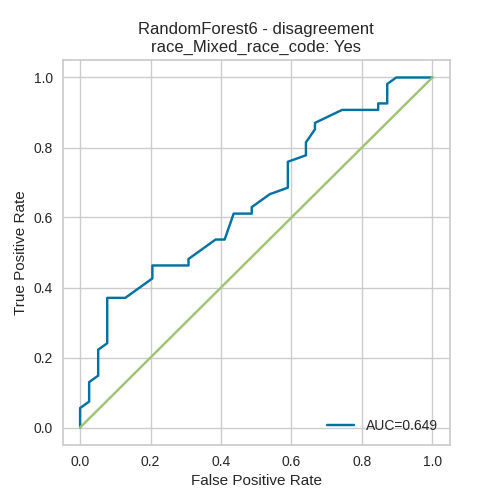 RandomForest6 - disagreement
race_Mixed_race_code: Yes
True Positive Rate
1.0
0.8
0.6
0.4
0.2
0.0
AUC=0.649
0.0 0.2 0.4 0.6 0.8 1.0
False Positive Rate